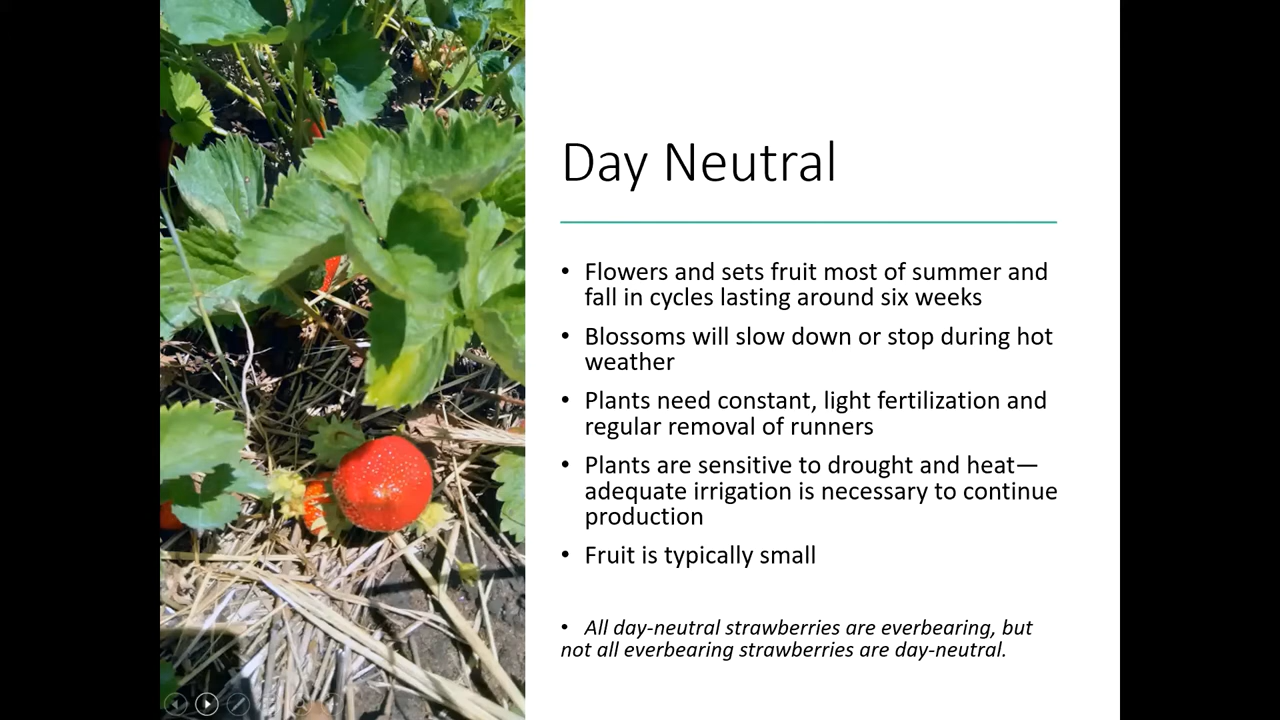 Day Neutral
• Flowers and sets fruit most of summer and
fall in cycles lasting around six weeks
• Blossoms will slow down or stop during hot
weather
• Plants need constant, light fertilization and
regular removal of runners
• Plants are sensitive to drought and heat—
adequate irrigation is necessary to continue
production
• Fruit is typically small
• All day-neutral strawberries are everbearing, but
not all everbearing strawberries are day-neutral.